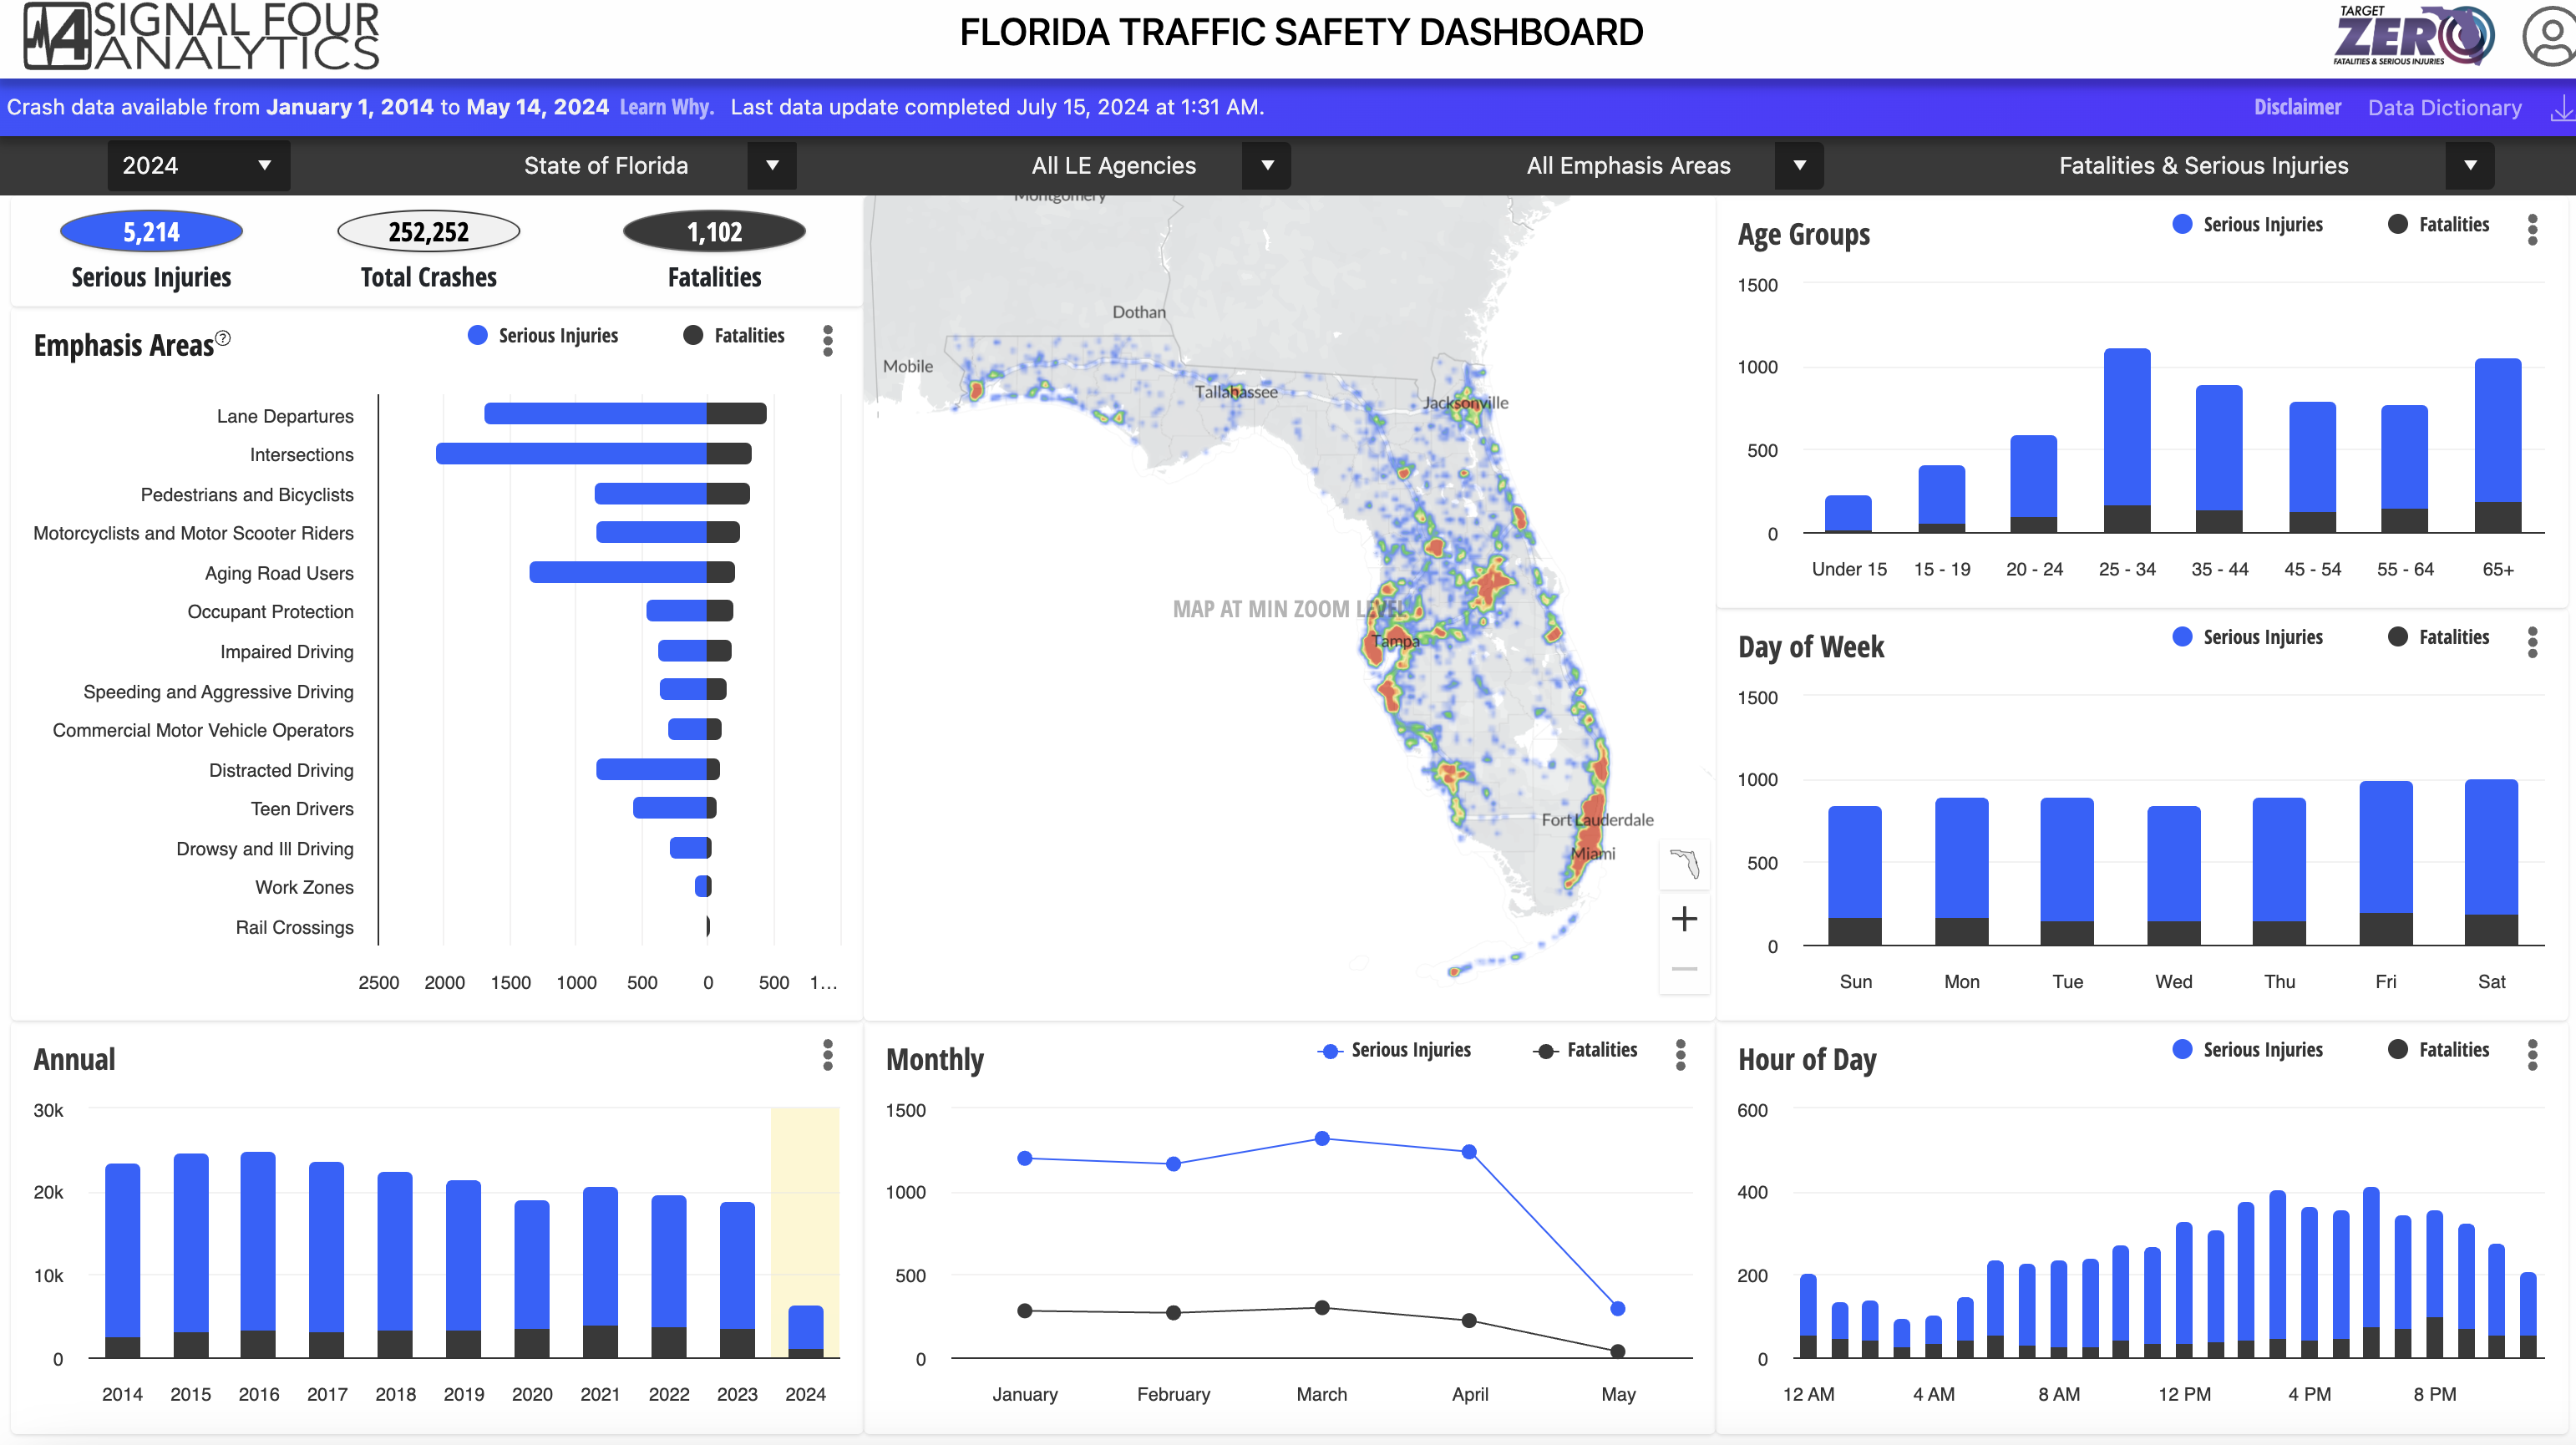 SIGNAL FOUR
ANALYTICS
FLORIDA TRAFFIC SAFETY DASHBOARD
TARGET
ZERO
FATALITIES & SERIOUS INJURIES
Crash data available from January 1, 2014 to May 14, 2024 Learn Why. Last data update completed July 15, 2024 at 1:31 AM.
Disclaimer Data Dictionary
2024 State of Florida All LE Agencies All Emphasis Areas Fatalities & Serious Injuries
5,214 252,252 1,102
Serious Injuries Total Crashes Fatalities
Emphasis Areas?
Serious Injuries Fatalities
Lane Departures
Intersections
Pedestrians and Bicyclists
Motorcyclists and Motor Scooter Riders
Aging Road Users
Occupant Protection
Impaired Driving
Speeding and Aggressive Driving
Commercial Motor Vehicle Operators
Distracted Driving
Teen Drivers
Drowsy and Ill Driving
Work Zones
Rail Crossings
2500 2000 1500 1000 500 0 500 1...
Montgomery
Dothan
Mobile
Tallahassee
Jacksonville
MAP AT MIN ZOOM LEVEL
Tampa
Fort Lauderdale
Miami
+
−
Age Groups
Serious Injuries Fatalities
1500
1000
500
0
Under 15 15 - 19 20 - 24 25 - 34 35 - 44 45 - 54 55 - 64 65+
Day of Week
Serious Injuries Fatalities
1500
1000
500
0
Sun Mon Tue Wed Thu Fri Sat
Annual
30k
20k
10k
0
2014 2015 2016 2017 2018 2019 2020 2021 2022 2023 2024
Monthly
Serious Injuries Fatalities
1500
1000
500
0
January February March April May
Hour of Day
Serious Injuries Fatalities
600
400
200
0
12 AM 4 AM 8 AM 12 PM 4 PM 8 PM